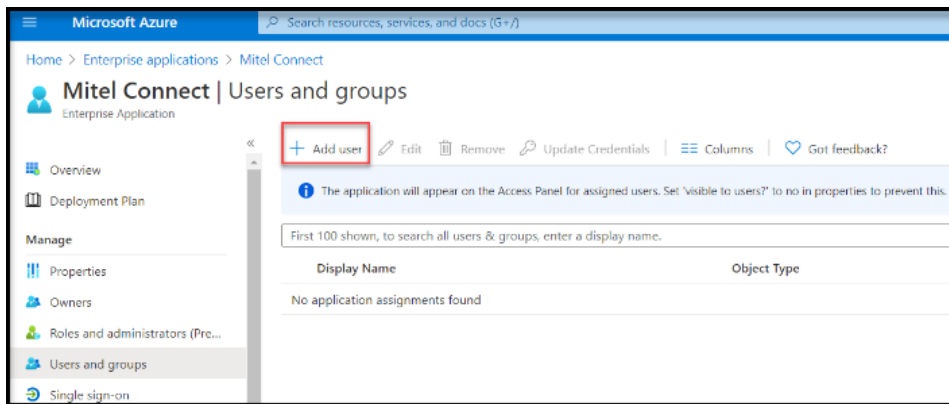 Microsoft Azure
Search resources, services, and docs (G+/)
Home > Enterprise applications > Mitel Connect
Mitel Connect | Users and groups
Enterprise Application
«
+ Add user Edit Remove Update Credentials Columns Got feedback?
Overview
Deployment Plan
Manage
Properties
Owners
Roles and administrators (Pre...
Users and groups
Single sign-on
The application will appear on the Access Panel for assigned users. Set 'visible to users?' to no in properties to prevent this.
First 100 shown, to search all users & groups, enter a display name.
Display Name Object Type
No application assignments found